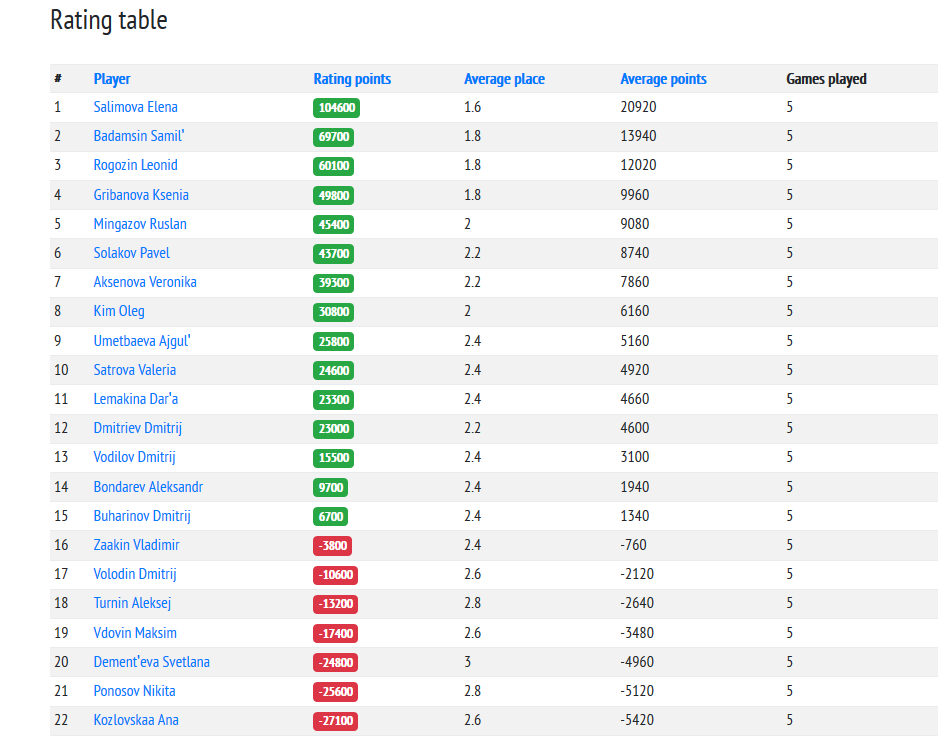 Rating table
# Player Rating points Average place Average points Games played
1 Salimova Elena 104600 1.6 20920 5
2 Badamsin Samil' 69700 1.8 13940 5
3 Rogozin Leonid 60100 1.8 12020 5
4 Gribanova Ksenia 49800 1.8 9960 5
5 Mingazov Ruslan 45400 2 9080 5
6 Solakov Pavel 43700 2.2 8740 5
7 Aksenova Veronika 39300 2.2 7860 5
8 Kim Oleg 30800 2 6160 5
9 Umetbaeva Ajgul' 25800 2.4 5160 5
10 Satrova Valeria 24600 2.4 4920 5
11 Lemakina Dar'a 23300 2.4 4660 5
12 Dmitriev Dmitrij 23000 2.2 4600 5
13 Vodilov Dmitrij 15500 2.4 3100 5
14 Bondarev Aleksandr 9700 2.4 1940 5
15 Buharinov Dmitrij 6700 2.4 1340 5
16 Zaakin Vladimir -3800 2.4 -760 5
17 Volodin Dmitrij -10600 2.6 -2120 5
18 Turnin Aleksej -13200 2.8 -2640 5
19 Vdovin Maksim -17400 2.6 -3480 5
20 Dement'eva Svetlana -24800 3 -4960 5
21 Ponosov Nikita -25600 2.8 -5120 5
22 Kozlovskaa Ana -27100 2.6 -5420 5